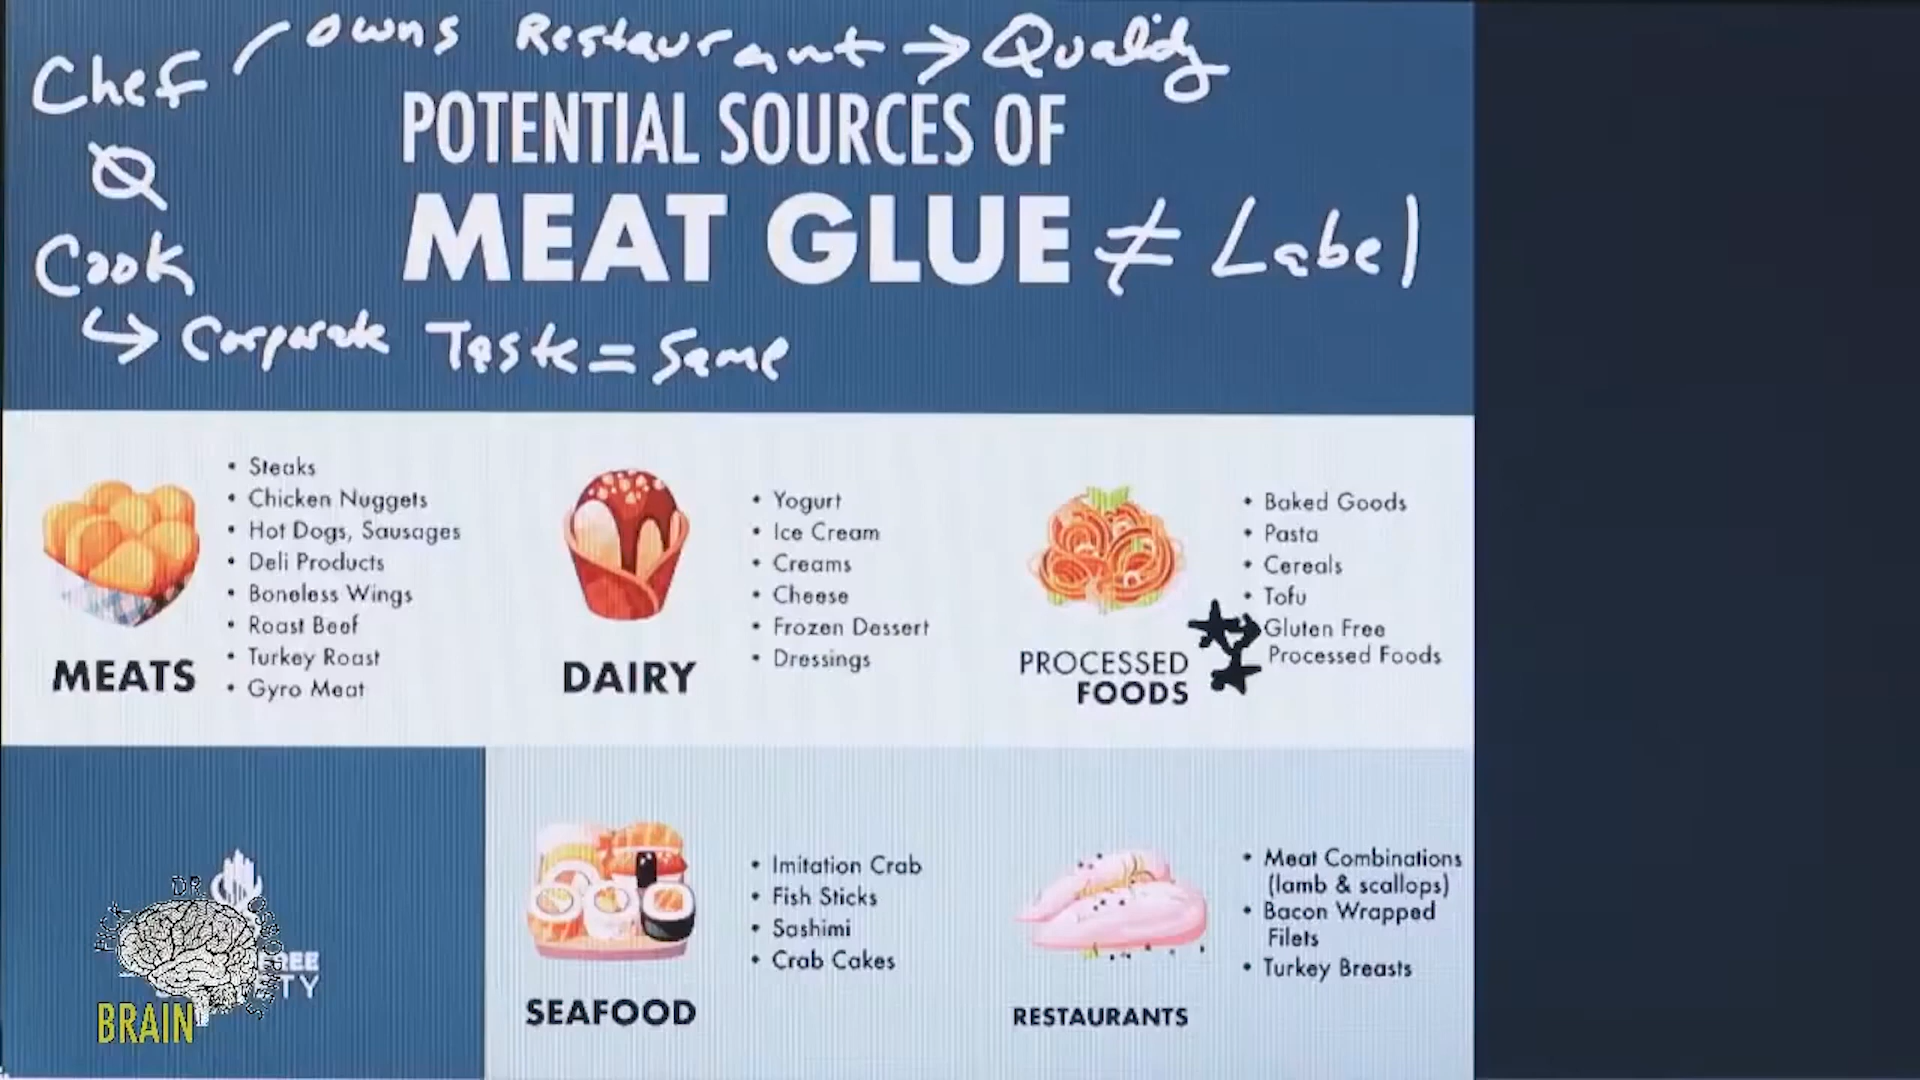 owns Restaurant → Quality
Chef
POTENTIAL SOURCES OF
MEAT GLUE ≠ Label
Cook
↳ Corporate Taste = Same
• Steaks
• Chicken Nuggets
• Hot Dogs, Sausages
• Deli Products
• Boneless Wings
• Roast Beef
• Turkey Roast
• Gyro Meat
MEATS
• Yogurt
• Ice Cream
• Creams
• Cheese
• Frozen Dessert
• Dressings
DAIRY
• Baked Goods
• Pasta
• Cereals
• Tofu
Gluten Free
Processed Foods
PROCESSED
FOODS
• Imitation Crab
• Fish Sticks
• Sashimi
• Crab Cakes
SEAFOOD
• Meat Combinations
(lamb & scallops)
• Bacon Wrapped
Filets
• Turkey Breasts
RESTAURANTS
PICK DR.
BRAIN